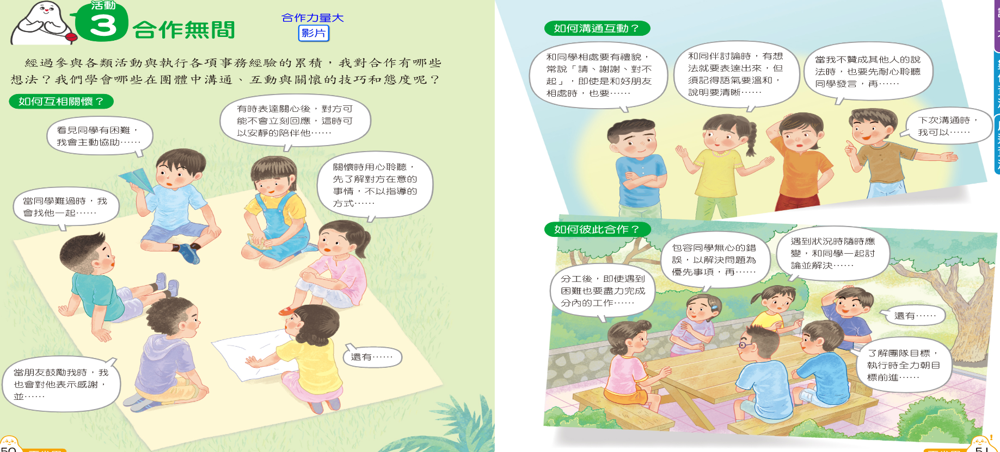 活動
3
合作無間
合作力量大
影片
經過參與各類活動與執行各項事務經驗的累積，我對合作有哪些
想法？我們學會哪些在團體中溝通、互動與關懷的技巧和態度呢？
如何互相關懷？
看見同學有困難，
我會主動協助……
有時表達關心後，對方可
能不會立刻回應，這時可
以安靜的陪伴他……
關懷時用心聆聽，
先了解對方在意的
事情，不以指導的
方式……
當同學難過時，我
會找他一起……
還有……
當朋友鼓勵我時，我
也會對他表示感謝，
並……
50
如何溝通互動？
和同學相處要有禮貌，
常說「請、謝謝、對不
起」，即使是和好朋友
相處時，也要……
和同伴討論時，有想
法就要表達出來，但
須記得語氣要溫和，
說明要清晰……
當我不贊成其他人的說
法時，也要先耐心聆聽
同學發言，再……
下次溝通時，
我可以……
如何彼此合作？
分工後，即使遇到
困難也要盡力完成
分內的工作……
包容同學無心的錯
誤，以解決問題為
優先事項，再……
遇到狀況時隨時應
變，和同學一起討
論並解決……
還有……
了解團隊目標，
執行時全力朝目
標前進……
51